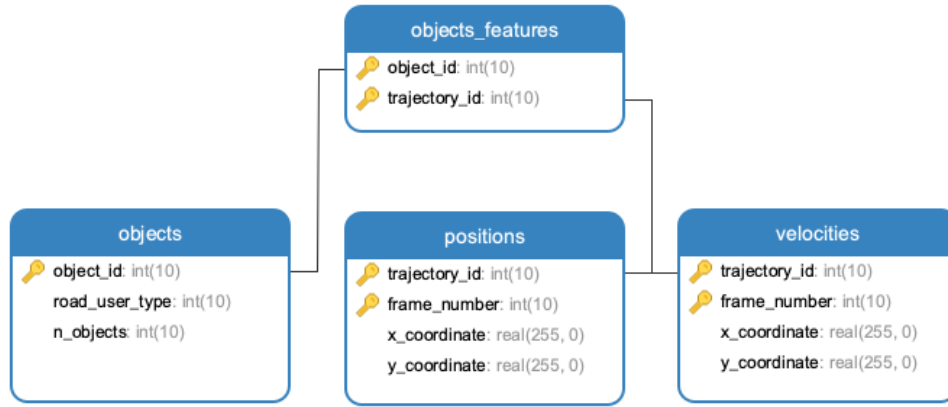 objects_features
object_id: int(10)
trajectory_id: int(10)
objects
object_id: int(10)
road_user_type: int(10)
n_objects: int(10)
positions
trajectory_id: int(10)
frame_number: int(10)
x_coordinate: real(255, 0)
y_coordinate: real(255, 0)
velocities
trajectory_id: int(10)
frame_number: int(10)
x_coordinate: real(255, 0)
y_coordinate: real(255, 0)